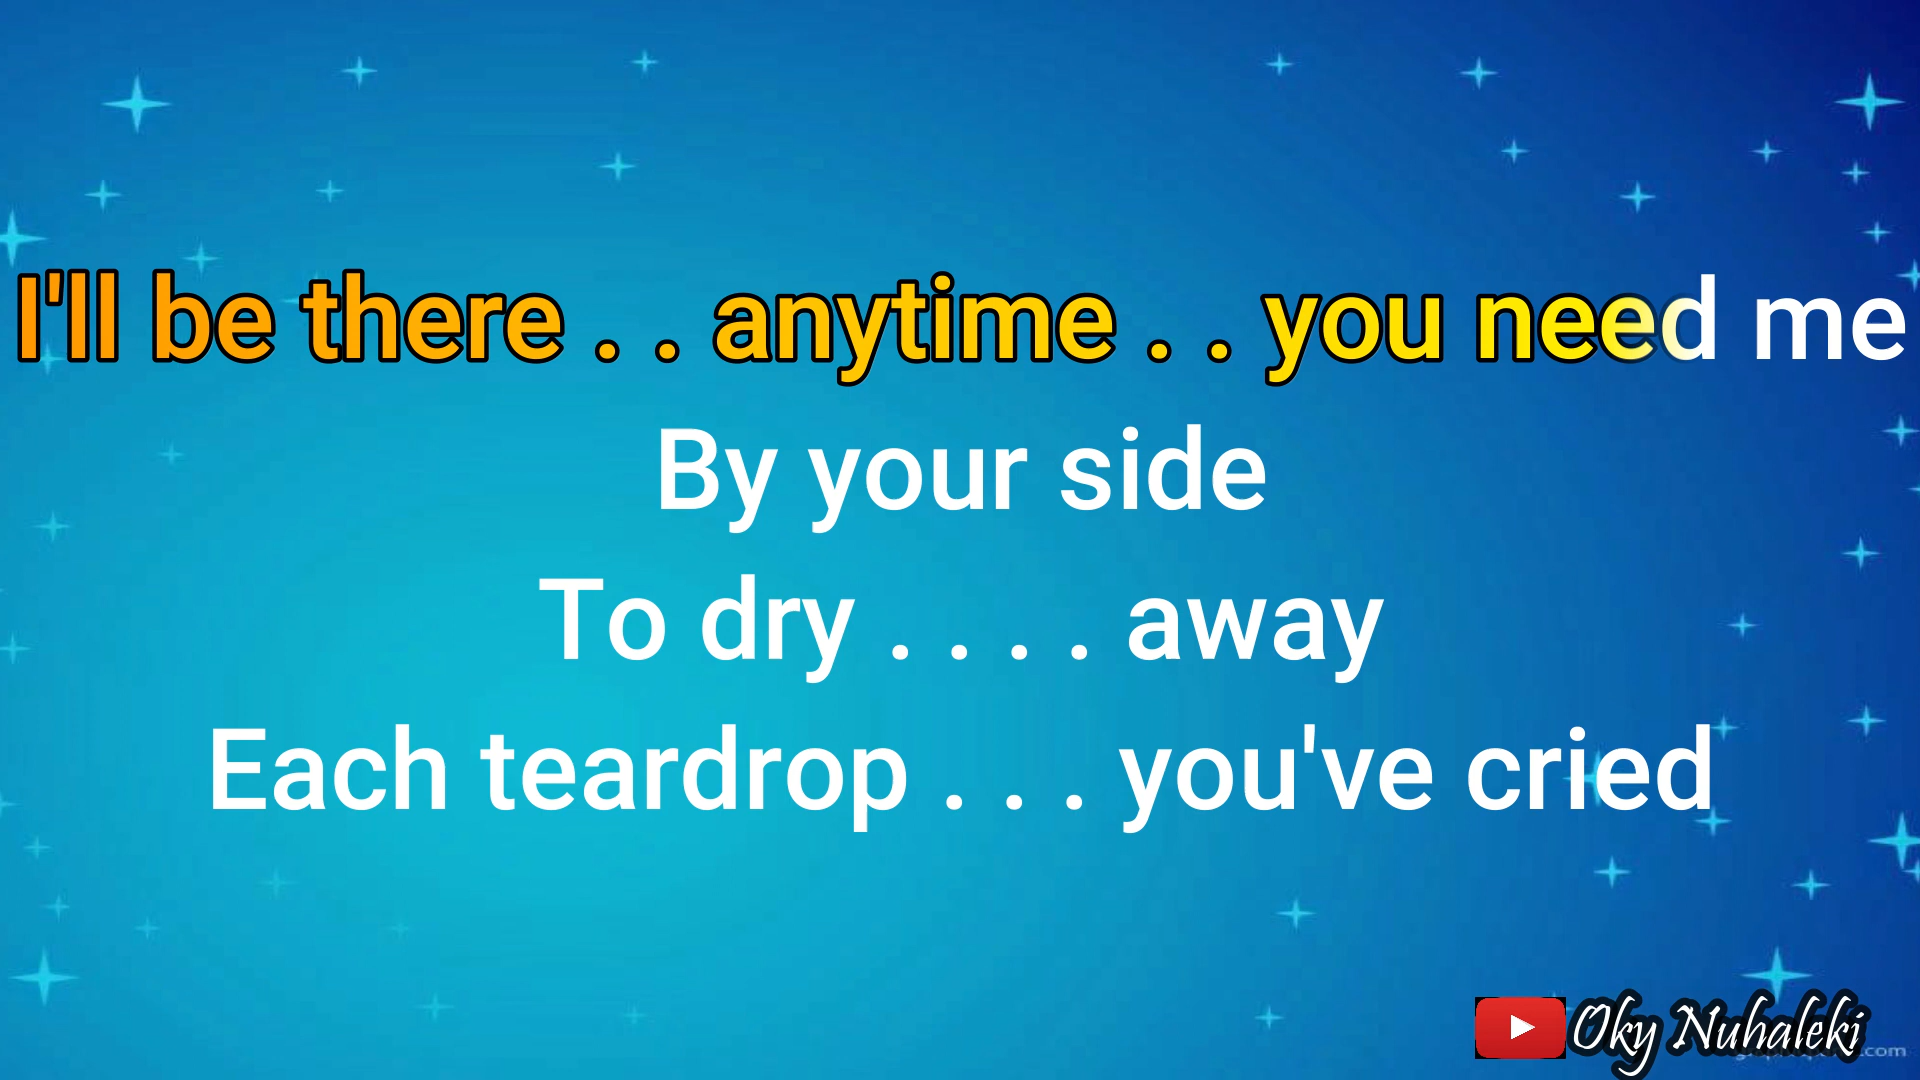 I'll be there . . anytime . . you need me
By your side
To dry . . . . away
Each teardrop . . . you've cried
Oky Nuhaleki
.com